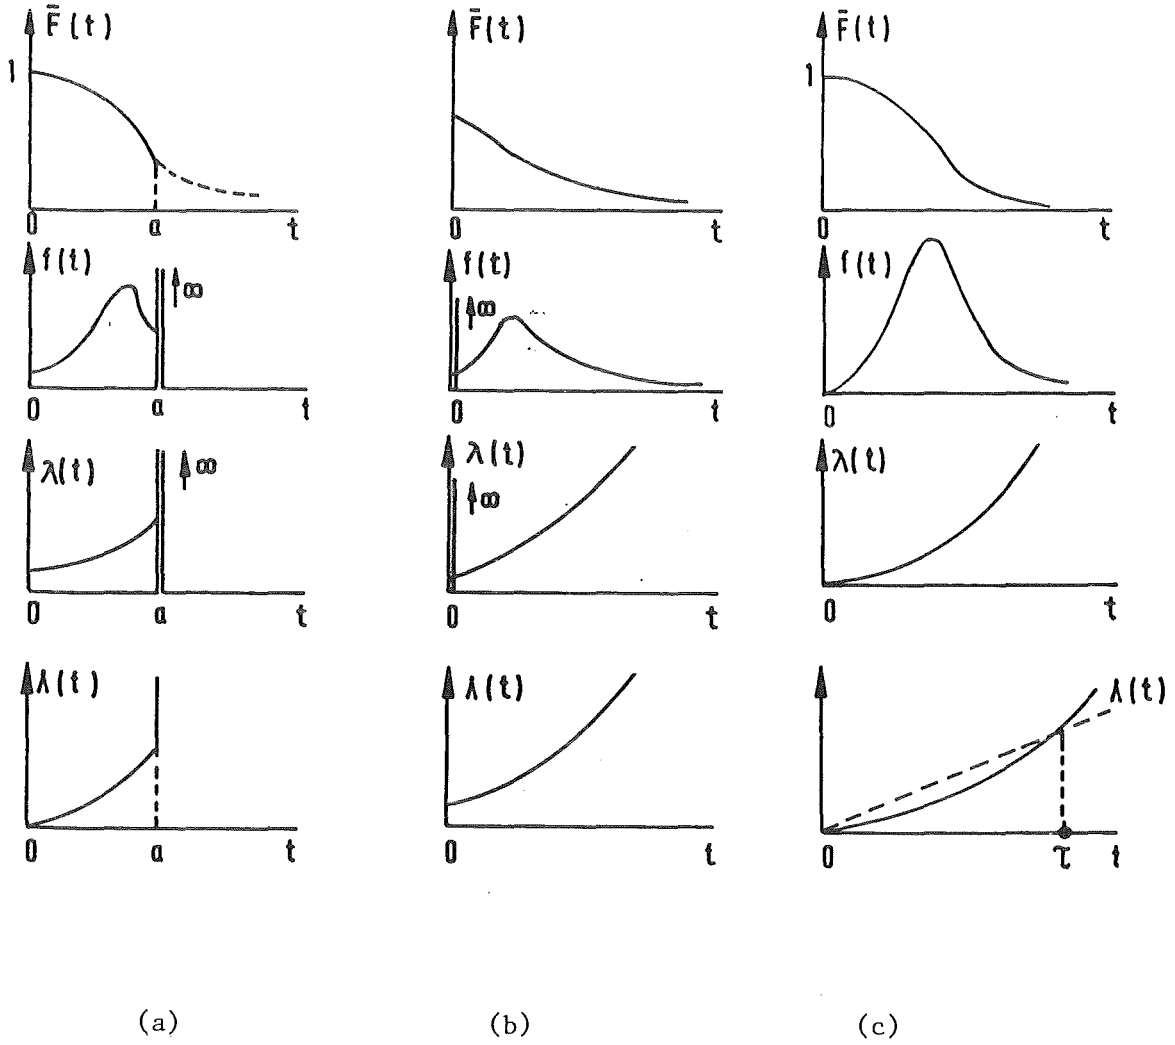 F̄(t) F̄(t) F̄(t)
1 1
0 a t 0 t 0 t
f(t) ∞ f(t) ∞ f(t)
0 a t 0 t 0 t
λ(t) ∞ λ(t) ∞ λ(t)
0 a t 0 t 0 t
Λ(t) Λ(t) Λ(t)
0 a t 0 t 0 τ t
(a) (b) (c)